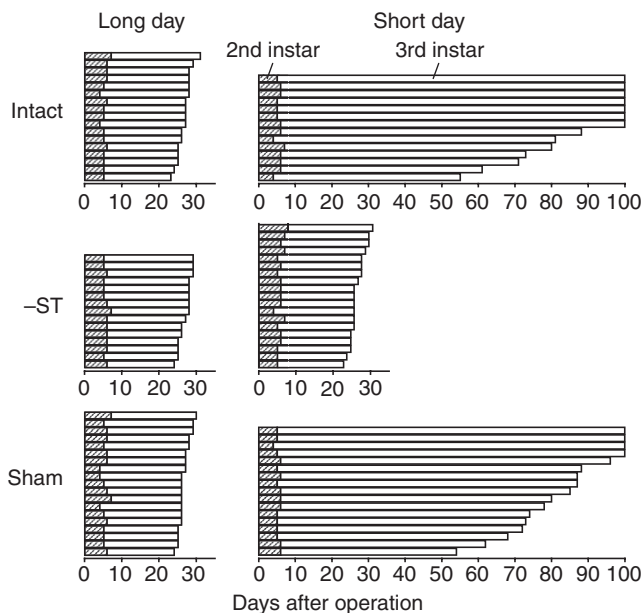 Long day
Short day
2nd instar
3rd instar
Intact
0 10 20 30
0 10 20 30 40 50 60 70 80 90 100
–ST
0 10 20 30
0 10 20 30
Sham
0 10 20 30
0 10 20 30 40 50 60 70 80 90 100
Days after operation